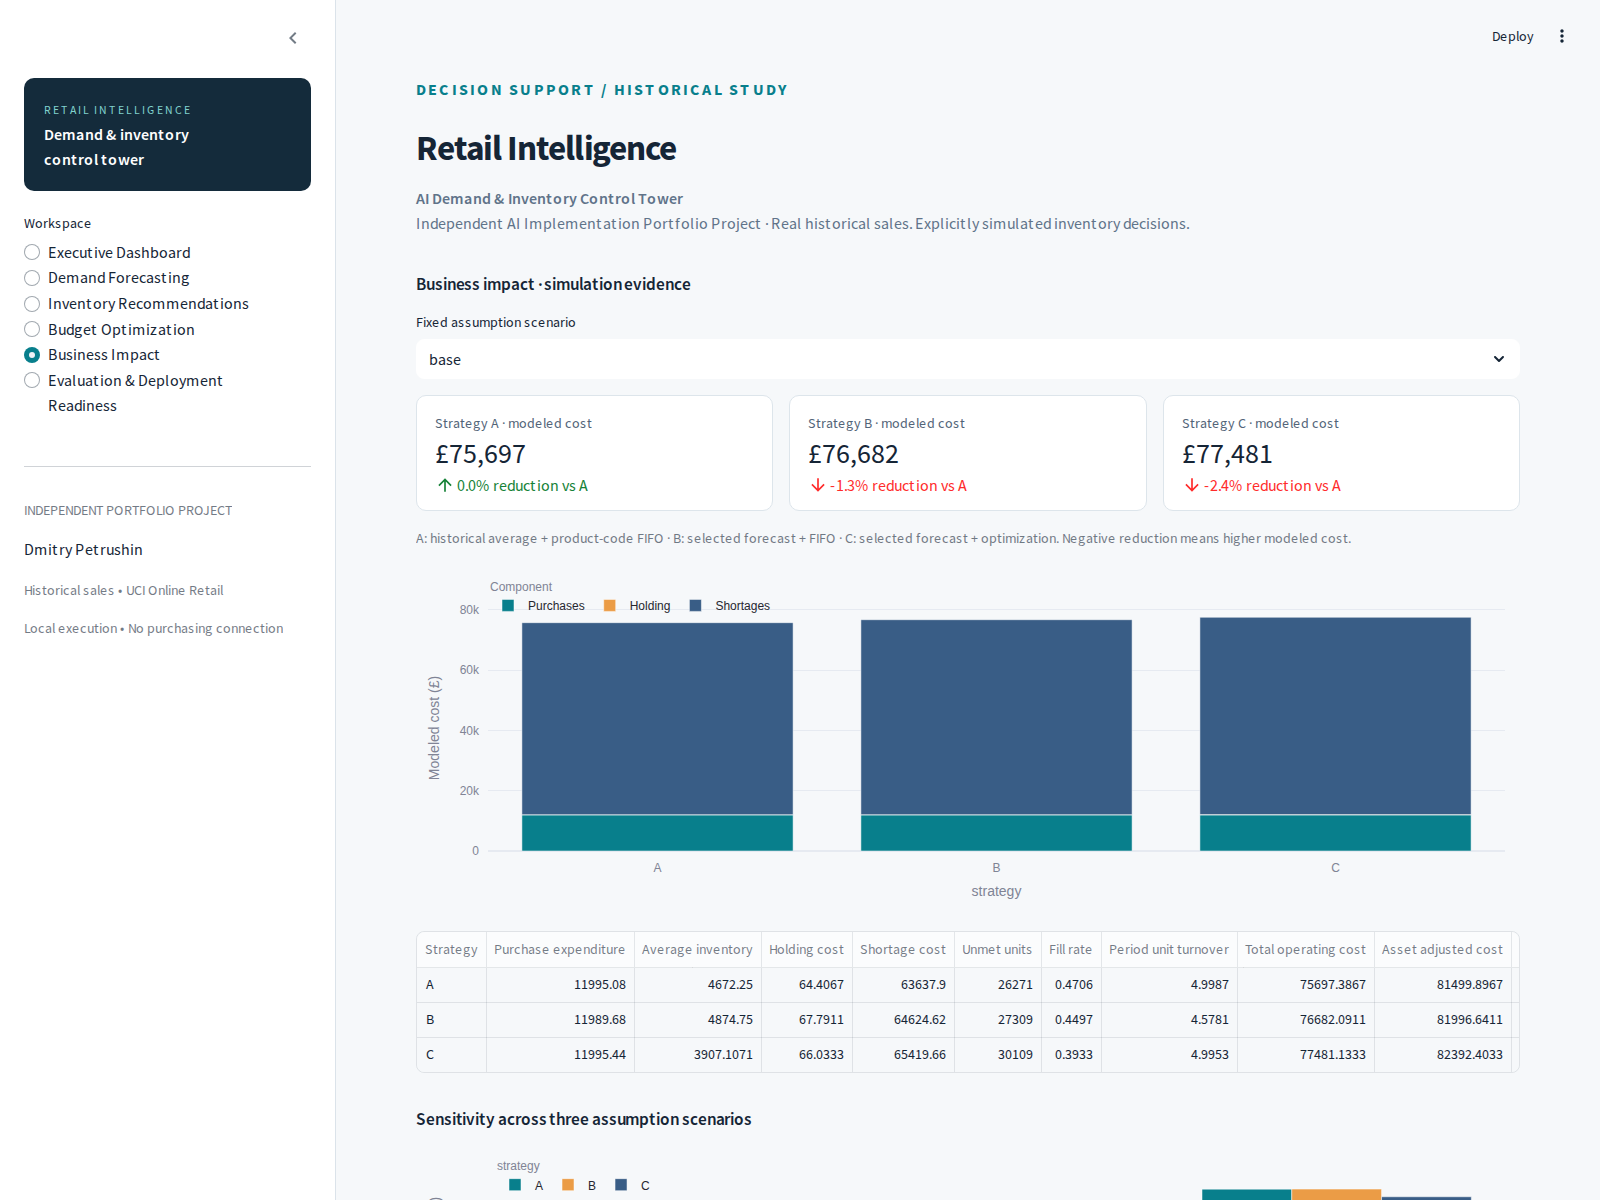 Deploy
RETAIL INTELLIGENCE
Demand & inventory
control tower
Workspace
Executive Dashboard
Demand Forecasting
Inventory Recommendations
Budget Optimization
Business Impact
Evaluation & Deployment
Readiness
INDEPENDENT PORTFOLIO PROJECT
Dmitry Petrushin
Historical sales • UCI Online Retail
Local execution • No purchasing connection
DECISION SUPPORT / HISTORICAL STUDY
Retail Intelligence
AI Demand & Inventory Control Tower
Independent AI Implementation Portfolio Project · Real historical sales. Explicitly simulated inventory decisions.
Business impact · simulation evidence
Fixed assumption scenario
base
Strategy A · modeled cost
£75,697
0.0% reduction vs A
Strategy B · modeled cost
£76,682
-1.3% reduction vs A
Strategy C · modeled cost
£77,481
-2.4% reduction vs A
A: historical average + product-code FIFO · B: selected forecast + FIFO · C: selected forecast + optimization. Negative reduction means higher modeled cost.
Component
Purchases Holding Shortages
80k
60k
40k
20k
0
Modeled cost (£)
A B C
strategy
Strategy Purchase expenditure Average inventory Holding cost Shortage cost Unmet units Fill rate Period unit turnover Total operating cost Asset adjusted cost
A 11995.08 4672.25 64.4067 63637.9 26271 0.4706 4.9987 75697.3867 81499.8967
B 11989.68 4874.75 67.7911 64624.62 27309 0.4497 4.5781 76682.0911 81996.6411
C 11995.44 3907.1071 66.0333 65419.66 30109 0.3933 4.9953 77481.1333 82392.4033
Sensitivity across three assumption scenarios
strategy
A B C